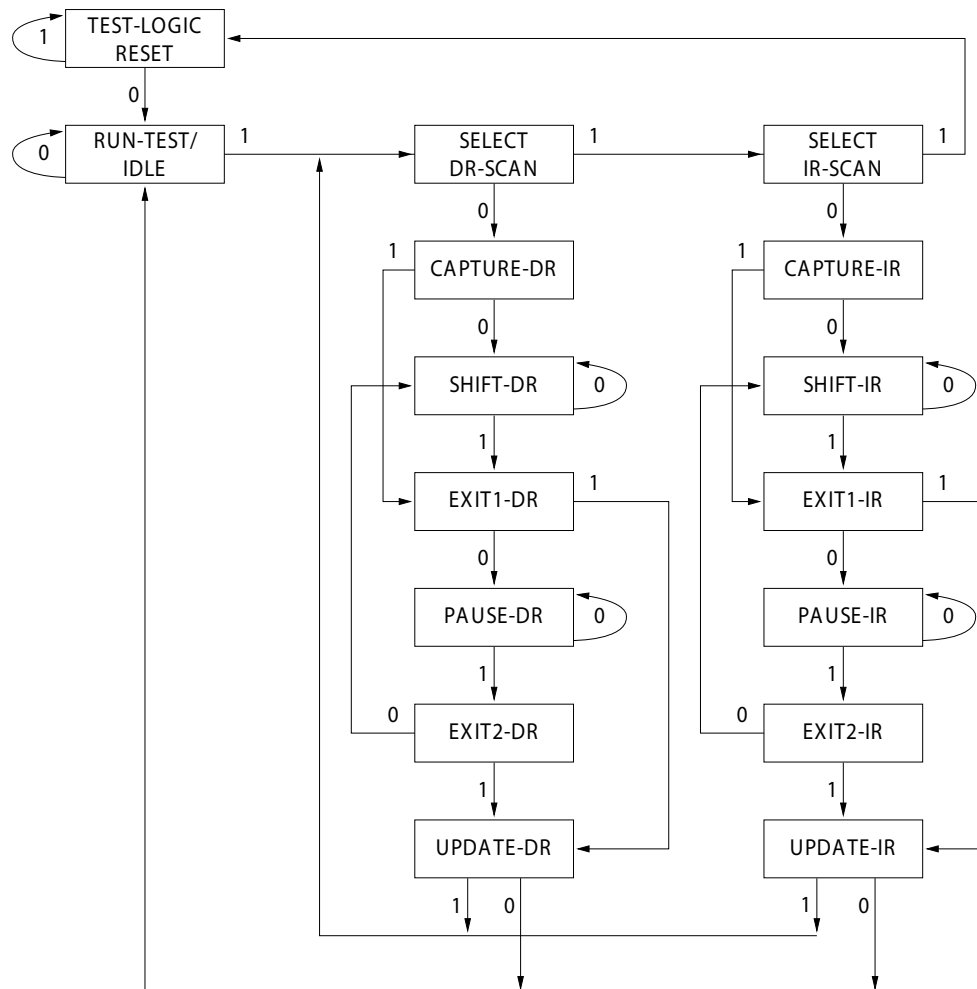 TEST-LOGIC
RESET
1
0
RUN-TEST/
IDLE
0
1
SELECT
DR-SCAN
1
SELECT
IR-SCAN
1
0
0
1
CAPTURE-DR
1
CAPTURE-IR
0
0
SHIFT-DR
0
SHIFT-IR
0
1
1
EXIT1-DR
1
EXIT1-IR
1
0
0
PAUSE-DR
0
PAUSE-IR
0
1
1
0
EXIT2-DR
0
EXIT2-IR
1
1
UPDATE-DR
UPDATE-IR
1
0
1
0